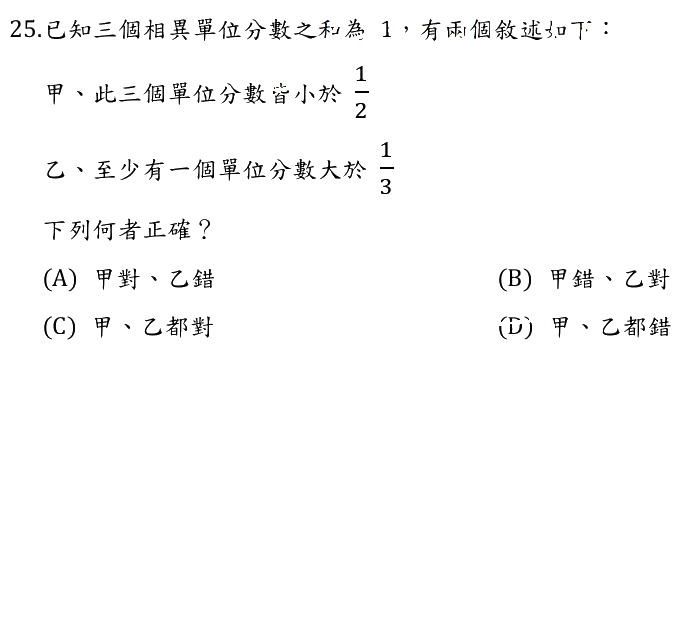 25.已知三個相異單位分數之和為 1，有兩個敘述如下：
甲、此三個單位分數皆小於 1/2
乙、至少有一個單位分數大於 1/3
下列何者正確？
(A) 甲對、乙錯 (B) 甲錯、乙對
(C) 甲、乙都對 (D) 甲、乙都錯